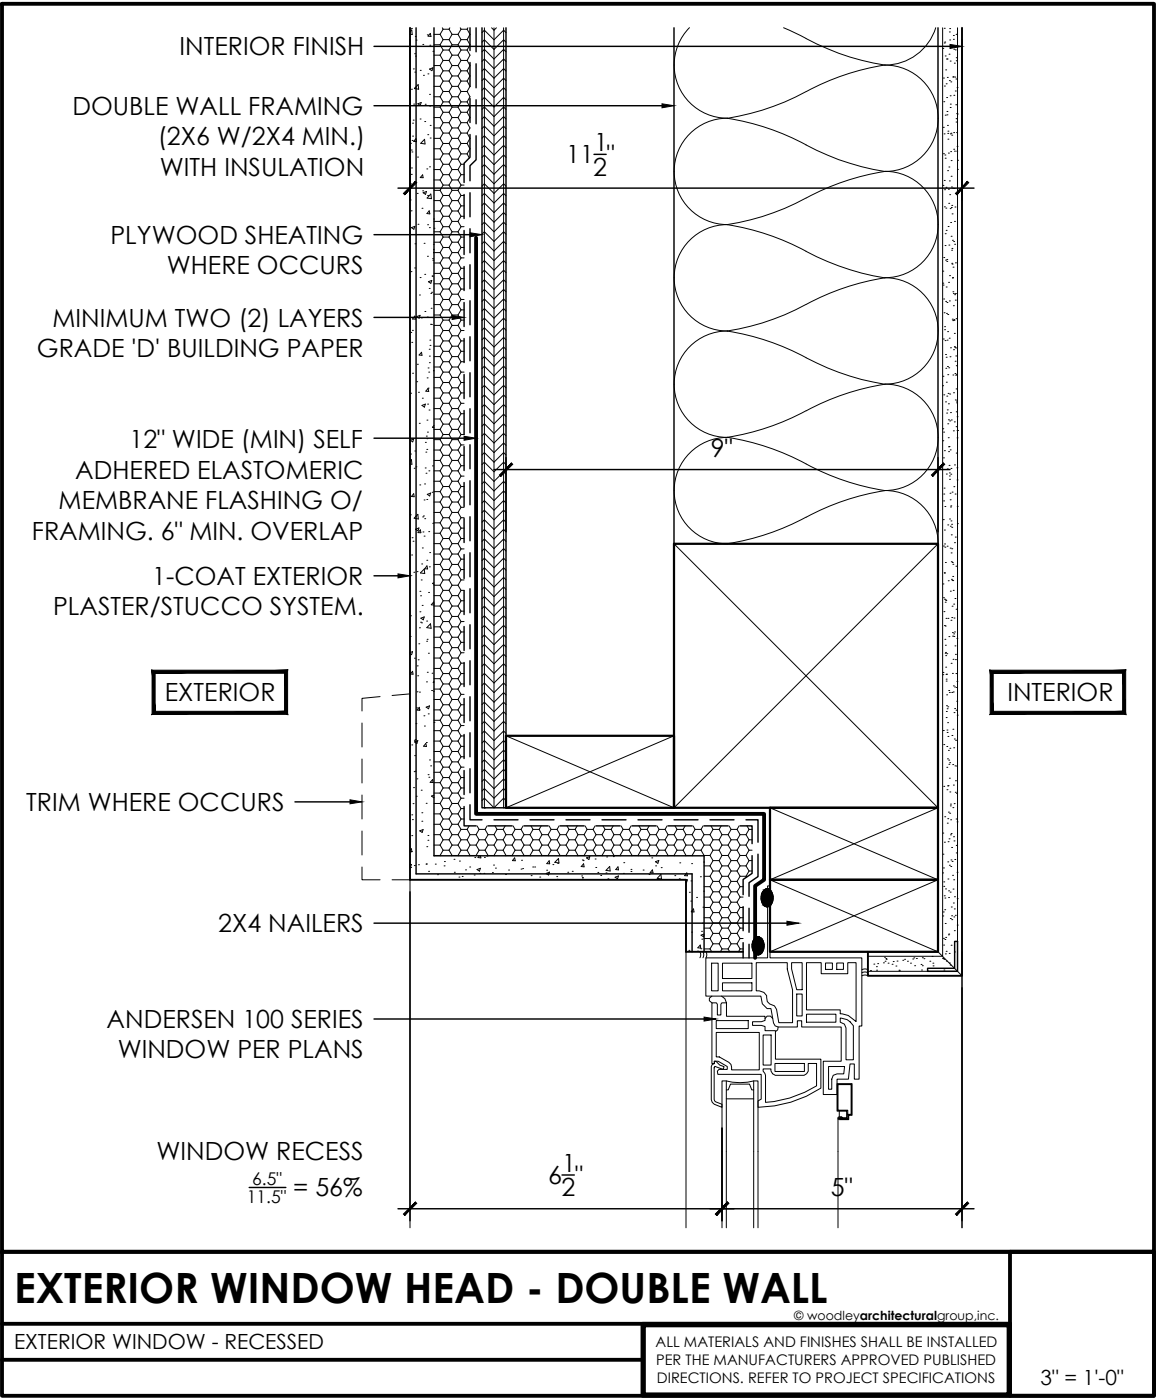 INTERIOR FINISH
DOUBLE WALL FRAMING
(2X6 W/2X4 MIN.)
WITH INSULATION
11 1/2"
PLYWOOD SHEATING
WHERE OCCURS
MINIMUM TWO (2) LAYERS
GRADE 'D' BUILDING PAPER
12" WIDE (MIN) SELF
ADHERED ELASTOMERIC
MEMBRANE FLASHING O/
FRAMING. 6" MIN. OVERLAP
9"
1-COAT EXTERIOR
PLASTER/STUCCO SYSTEM.
EXTERIOR
INTERIOR
TRIM WHERE OCCURS
2X4 NAILERS
ANDERSEN 100 SERIES
WINDOW PER PLANS
WINDOW RECESS
6.5"/11.5" = 56%
6 1/2"
5"
EXTERIOR WINDOW HEAD - DOUBLE WALL
© woodleyarchitecturalgroup,inc.
EXTERIOR WINDOW - RECESSED
ALL MATERIALS AND FINISHES SHALL BE INSTALLED
PER THE MANUFACTURERS APPROVED PUBLISHED
DIRECTIONS. REFER TO PROJECT SPECIFICATIONS
3" = 1'-0"